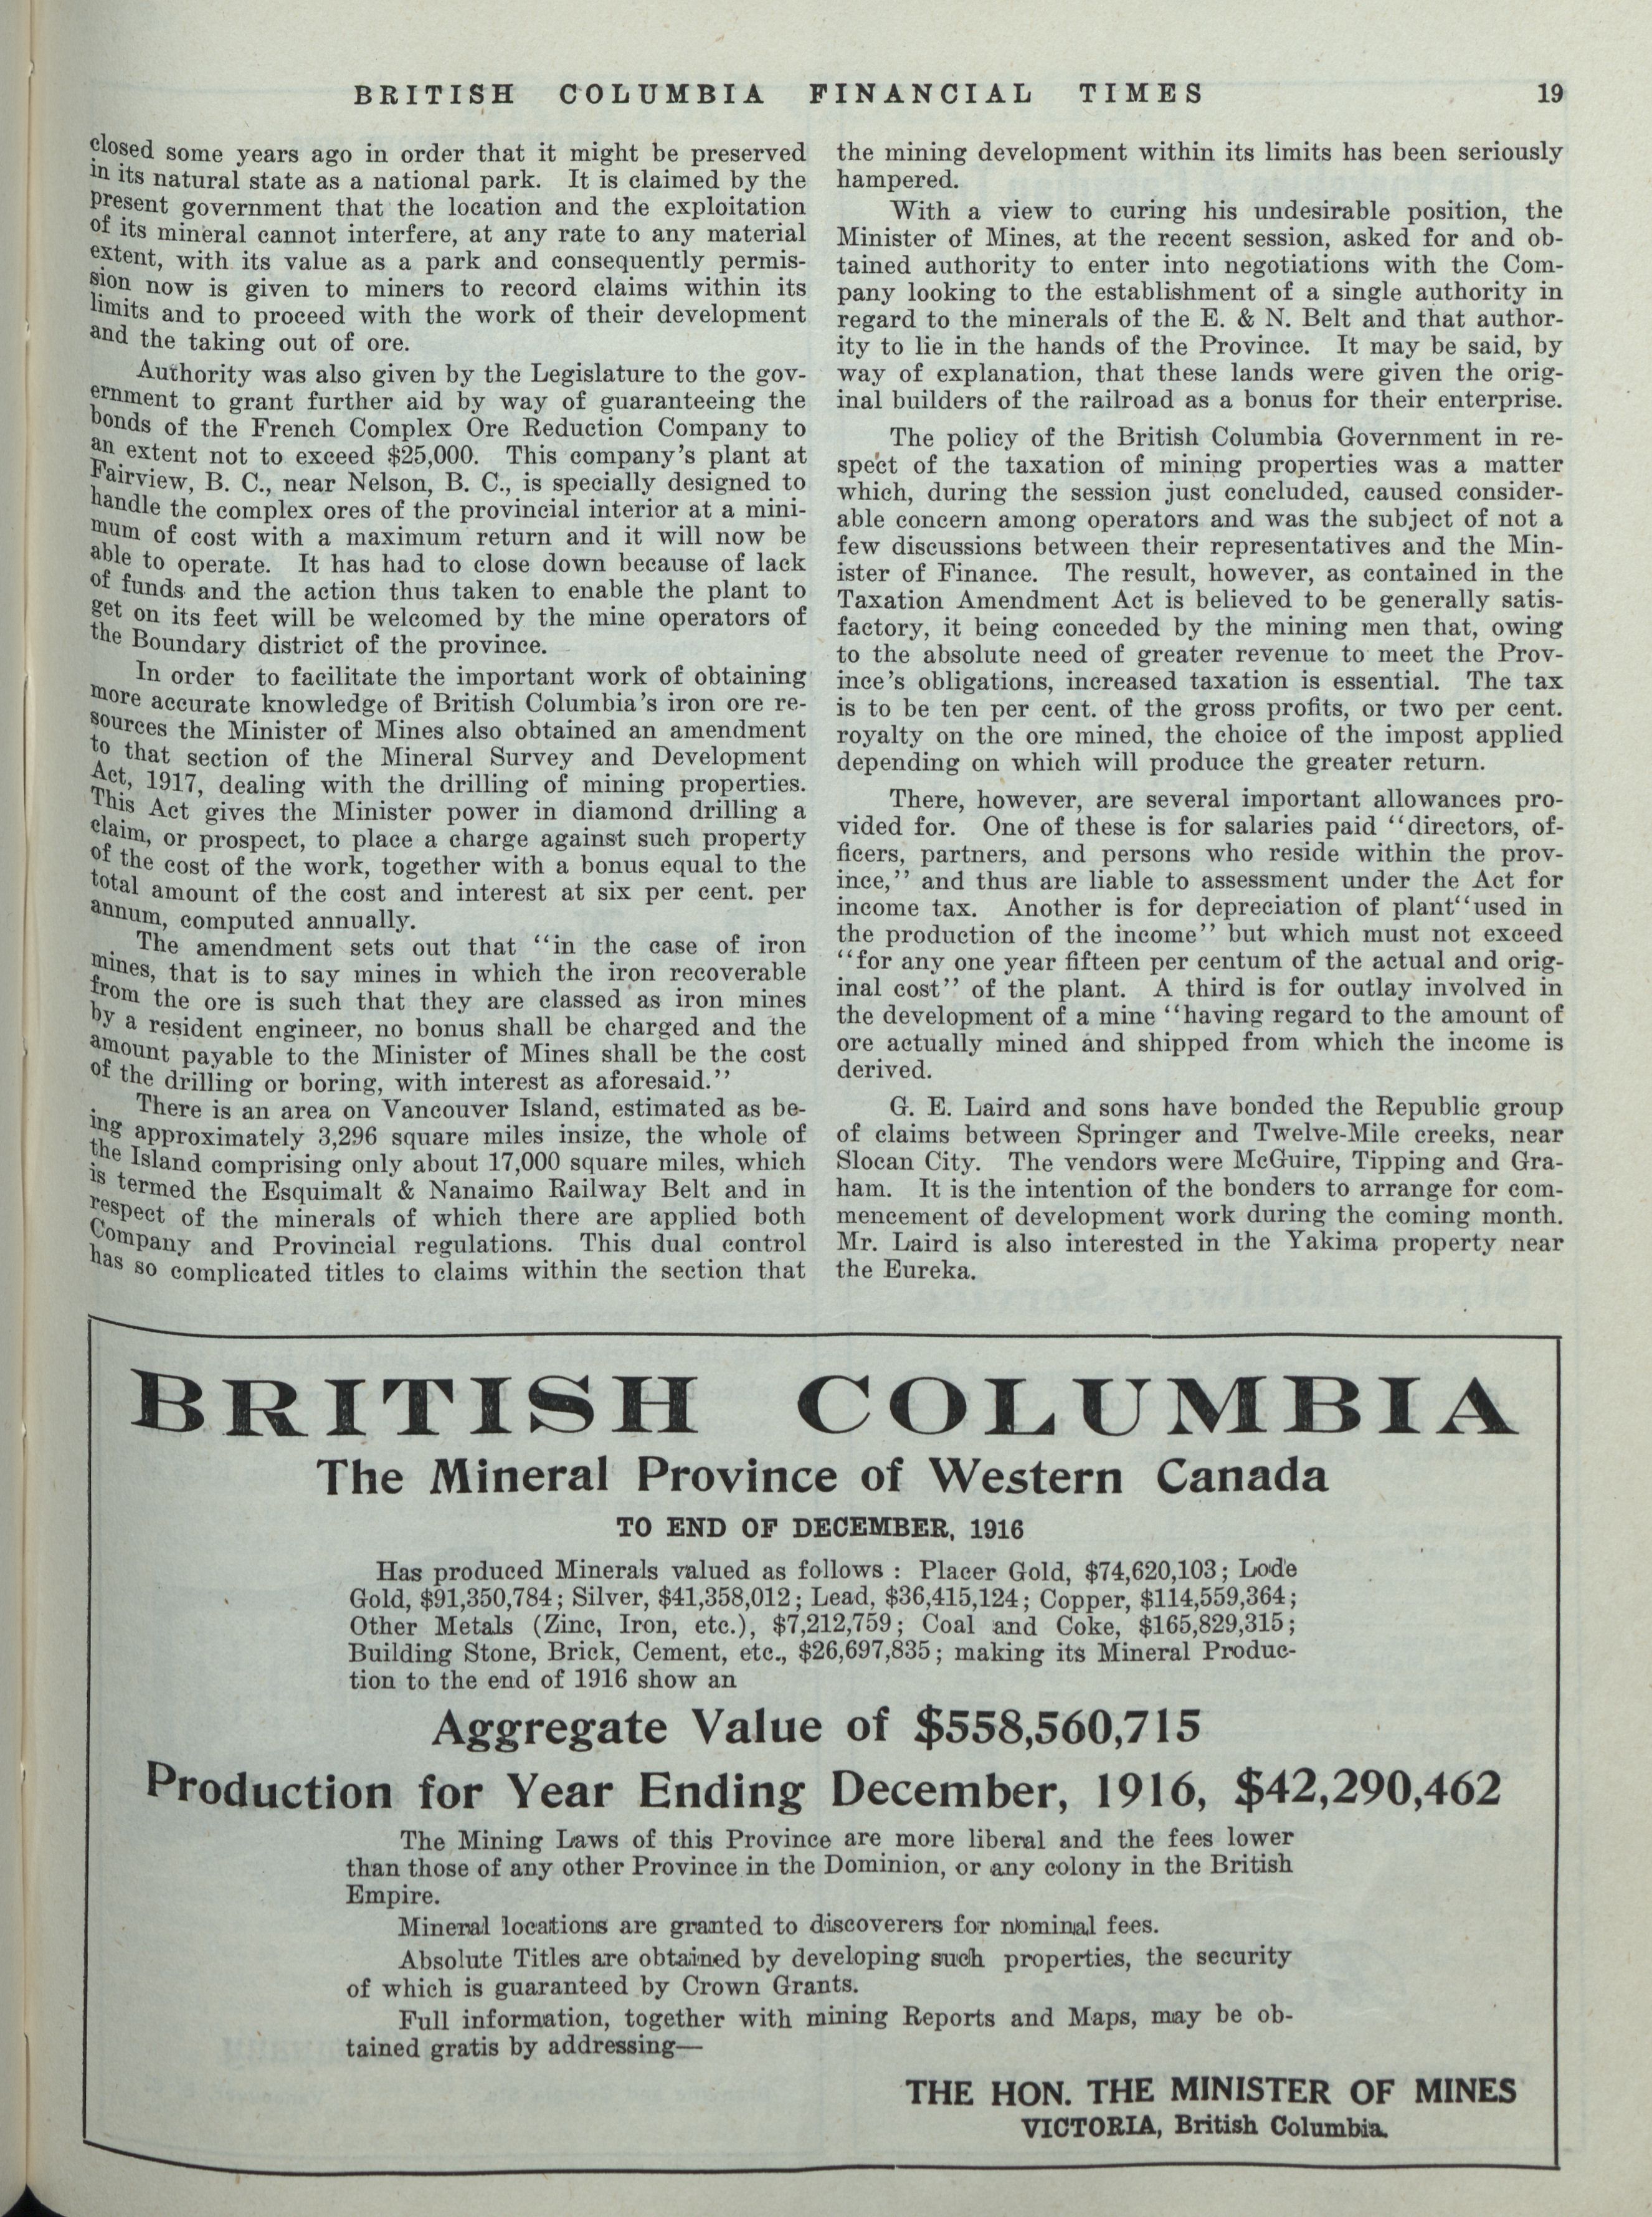 BRITISH COLUMBIA FINANCIAL TIMES 19
closed some years ago in order that it might be preserved
in its natural state as a national park. It is claimed by the
present government that the location and the exploitation
of its mineral cannot interfere, at any rate to any material
extent, with its value as a park and consequently permis-
sion now is given to miners to record claims within its
limits and to proceed with the work of their development
and the taking out of ore.
Authority was also given by the Legislature to the gov-
ernment to grant further aid by way of guaranteeing the
bonds of the French Complex Ore Reduction Company to
an extent not to exceed $25,000. This company's plant at
Fairview, B. C., near Nelson, B. C., is specially designed to
handle the complex ores of the provincial interior at a mini-
mum of cost with a maximum return and it will now be
able to operate. It has had to close down because of lack
of funds and the action thus taken to enable the plant to
get on its feet will be welcomed by the mine operators of
the Boundary district of the province.
In order to facilitate the important work of obtaining
more accurate knowledge of British Columbia's iron ore re-
sources the Minister of Mines also obtained an amendment
to that section of the Mineral Survey and Development
Act, 1917, dealing with the drilling of mining properties.
This Act gives the Minister power in diamond drilling a
claim, or prospect, to place a charge against such property
of the cost of the work, together with a bonus equal to the
total amount of the cost and interest at six per cent. per
annum, computed annually.
The amendment sets out that ''in the case of iron
mines, that is to say mines in which the iron recoverable
from the ore is such that they are classed as iron mines
by a resident engineer, no bonus shall be charged and the
amount payable to the Minister of Mines shall be the cost
of the drilling or boring, with interest as aforesaid.''
There is an area on Vancouver Island, estimated as be-
ing approximately 3,296 square miles insize, the whole of
the Island comprising only about 17,000 square miles, which
is termed the Esquimalt & Nanaimo Railway Belt and in
respect of the minerals of which there are applied both
Company and Provincial regulations. This dual control
has so complicated titles to claims within the section that
the mining development within its limits has been seriously
hampered.
With a view to curing his undesirable position, the
Minister of Mines, at the recent session, asked for and ob-
tained authority to enter into negotiations with the Com-
pany looking to the establishment of a single authority in
regard to the minerals of the E. & N. Belt and that author-
ity to lie in the hands of the Province. It may be said, by
way of explanation, that these lands were given the orig-
inal builders of the railroad as a bonus for their enterprise.
The policy of the British Columbia Government in re-
spect of the taxation of mining properties was a matter
which, during the session just concluded, caused consider-
able concern among operators and was the subject of not a
few discussions between their representatives and the Min-
ister of Finance. The result, however, as contained in the
Taxation Amendment Act is believed to be generally satis-
factory, it being conceded by the mining men that, owing
to the absolute need of greater revenue to meet the Prov-
ince's obligations, increased taxation is essential. The tax
is to be ten per cent. of the gross profits, or two per cent.
royalty on the ore mined, the choice of the impost applied
depending on which will produce the greater return.
There, however, are several important allowances pro-
vided for. One of these is for salaries paid ''directors, of-
ficers, partners, and persons who reside within the prov-
ince,'' and thus are liable to assessment under the Act for
income tax. Another is for depreciation of plant''used in
the production of the income'' but which must not exceed
''for any one year fifteen per centum of the actual and orig-
inal cost'' of the plant. A third is for outlay involved in
the development of a mine ''having regard to the amount of
ore actually mined and shipped from which the income is
derived.
G. E. Laird and sons have bonded the Republic group
of claims between Springer and Twelve-Mile creeks, near
Slocan City. The vendors were McGuire, Tipping and Gra-
ham. It is the intention of the bonders to arrange for com-
mencement of development work during the coming month.
Mr. Laird is also interested in the Yakima property near
the Eureka.
BRITISH COLUMBIA
The Mineral Province of Western Canada
TO END OF DECEMBER, 1916
Has produced Minerals valued as follows : Placer Gold, $74,620,103; Lode
Gold, $91,350,784; Silver, $41,358,012; Lead, $36,415,124; Copper, $114,559,364;
Other Metals (Zinc, Iron, etc.), $7,212,759; Coal and Coke, $165,829,315;
Building Stone, Brick, Cement, etc., $26,697,835; making its Mineral Produc-
tion to the end of 1916 show an
Aggregate Value of $558,560,715
Production for Year Ending December, 1916, $42,290,462
The Mining Laws of this Province are more liberal and the fees lower
than those of any other Province in the Dominion, or any colony in the British
Empire.
Mineral locations are granted to discoverers for nominal fees.
Absolute Titles are obtained by developing such properties, the security
of which is guaranteed by Crown Grants.
Full information, together with mining Reports and Maps, may be ob-
tained gratis by addressing—
THE HON. THE MINISTER OF MINES
VICTORIA, British Columbia.